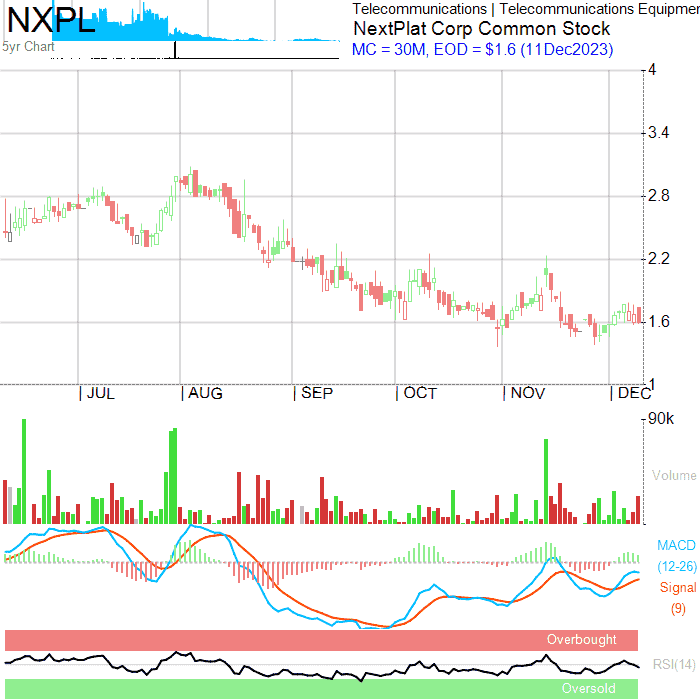 NXPL
5yr Chart
Telecommunications | Telecommunications Equipmen
NextPlat Corp Common Stock
MC = 30M, EOD = $1.6 (11Dec2023)
4
3.4
2.8
2.2
1.6
1
| JUL | AUG | SEP | OCT | NOV | DEC
90k
Volume
MACD
(12-26)
Signal
(9)
Overbought
RSI(14)
Oversold